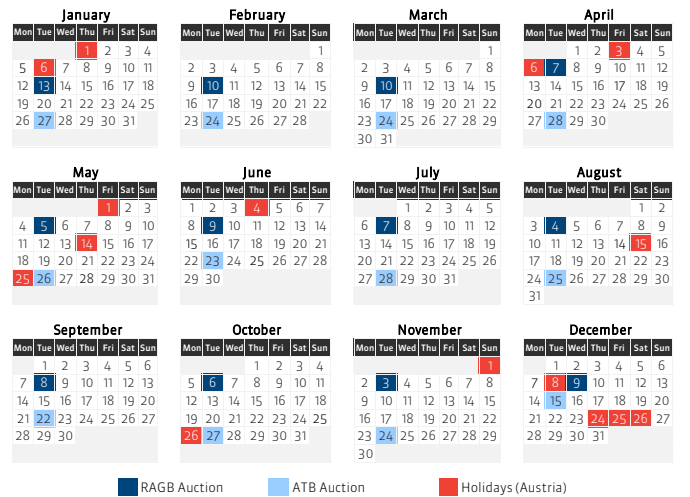 January February March April
Mon Tue Wed Thu Fri Sat Sun Mon Tue Wed Thu Fri Sat Sun Mon Tue Wed Thu Fri Sat Sun Mon Tue Wed Thu Fri Sat Sun
1 2 3 4 1 1 1 2 3 4 5
5 6 7 8 9 10 11 2 3 4 5 6 7 8 2 3 4 5 6 7 8 6 7 8 9 10 11 12
12 13 14 15 16 17 18 9 10 11 12 13 14 15 9 10 11 12 13 14 15 13 14 15 16 17 18 19
19 20 21 22 23 24 25 16 17 18 19 20 21 22 16 17 18 19 20 21 22 20 21 22 23 24 25 26
26 27 28 29 30 31 23 24 25 26 27 28 23 24 25 26 27 28 29 27 28 29 30
30 31
May June July August
Mon Tue Wed Thu Fri Sat Sun Mon Tue Wed Thu Fri Sat Sun Mon Tue Wed Thu Fri Sat Sun Mon Tue Wed Thu Fri Sat Sun
1 2 3 1 2 3 4 5 6 7 1 2 3 4 5 1 2
4 5 6 7 8 9 10 8 9 10 11 12 13 14 6 7 8 9 10 11 12 3 4 5 6 7 8 9
11 12 13 14 15 16 17 15 16 17 18 19 20 21 13 14 15 16 17 18 19 10 11 12 13 14 15 16
18 19 20 21 22 23 24 22 23 24 25 26 27 28 20 21 22 23 24 25 26 17 18 19 20 21 22 23
25 26 27 28 29 30 31 29 30 27 28 29 30 31 24 25 26 27 28 29 30
31
September October November December
Mon Tue Wed Thu Fri Sat Sun Mon Tue Wed Thu Fri Sat Sun Mon Tue Wed Thu Fri Sat Sun Mon Tue Wed Thu Fri Sat Sun
1 2 3 4 5 6 1 2 3 4 1 1 2 3 4 5 6
7 8 9 10 11 12 13 5 6 7 8 9 10 11 2 3 4 5 6 7 8 7 8 9 10 11 12 13
14 15 16 17 18 19 20 12 13 14 15 16 17 18 9 10 11 12 13 14 15 14 15 16 17 18 19 20
21 22 23 24 25 26 27 19 20 21 22 23 24 25 16 17 18 19 20 21 22 21 22 23 24 25 26 27
28 29 30 26 27 28 29 30 31 23 24 25 26 27 28 29 28 29 30 31
30
RAGB Auction ATB Auction Holidays (Austria)